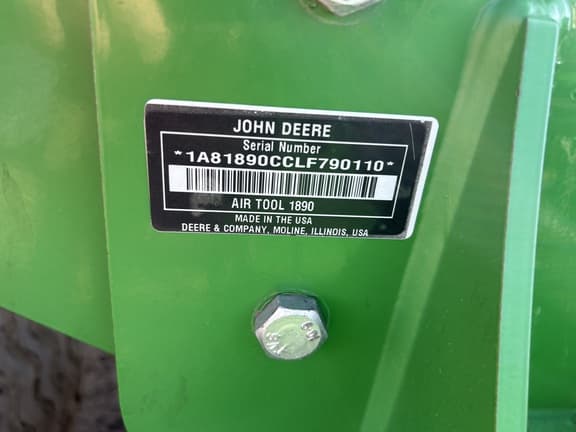 JOHN DEERE
Serial Number
*1A81890CCLF790110*
AIR TOOL 1890
MADE IN THE USA
DEERE & COMPANY, MOLINE, ILLINOIS, USA